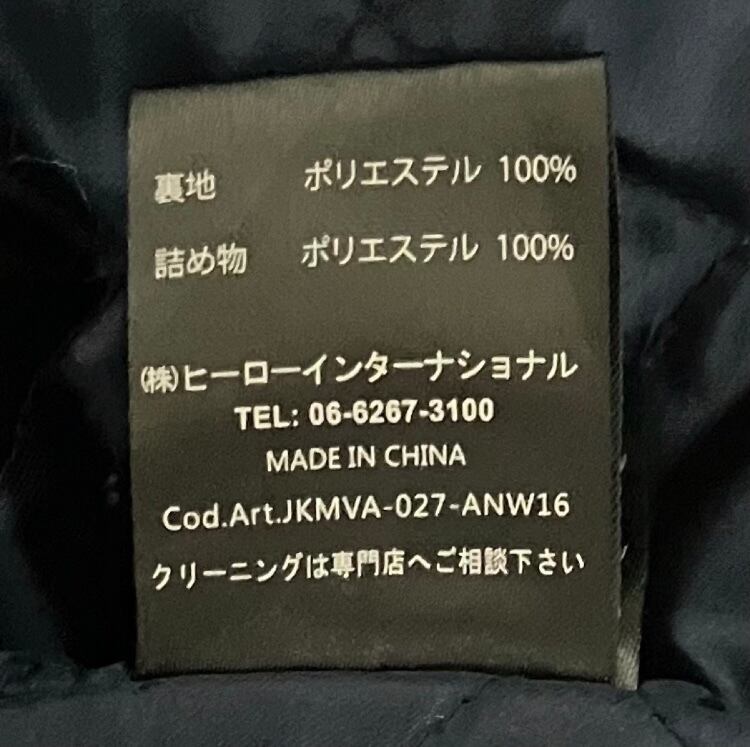 裏地 ポリエステル 100%
詰め物 ポリエステル 100%
(株)ヒーローインターナショナル
TEL: 06-6267-3100
MADE IN CHINA
Cod.Art.JKMVA-027-ANW16
クリーニングは専門店へご相談下さい